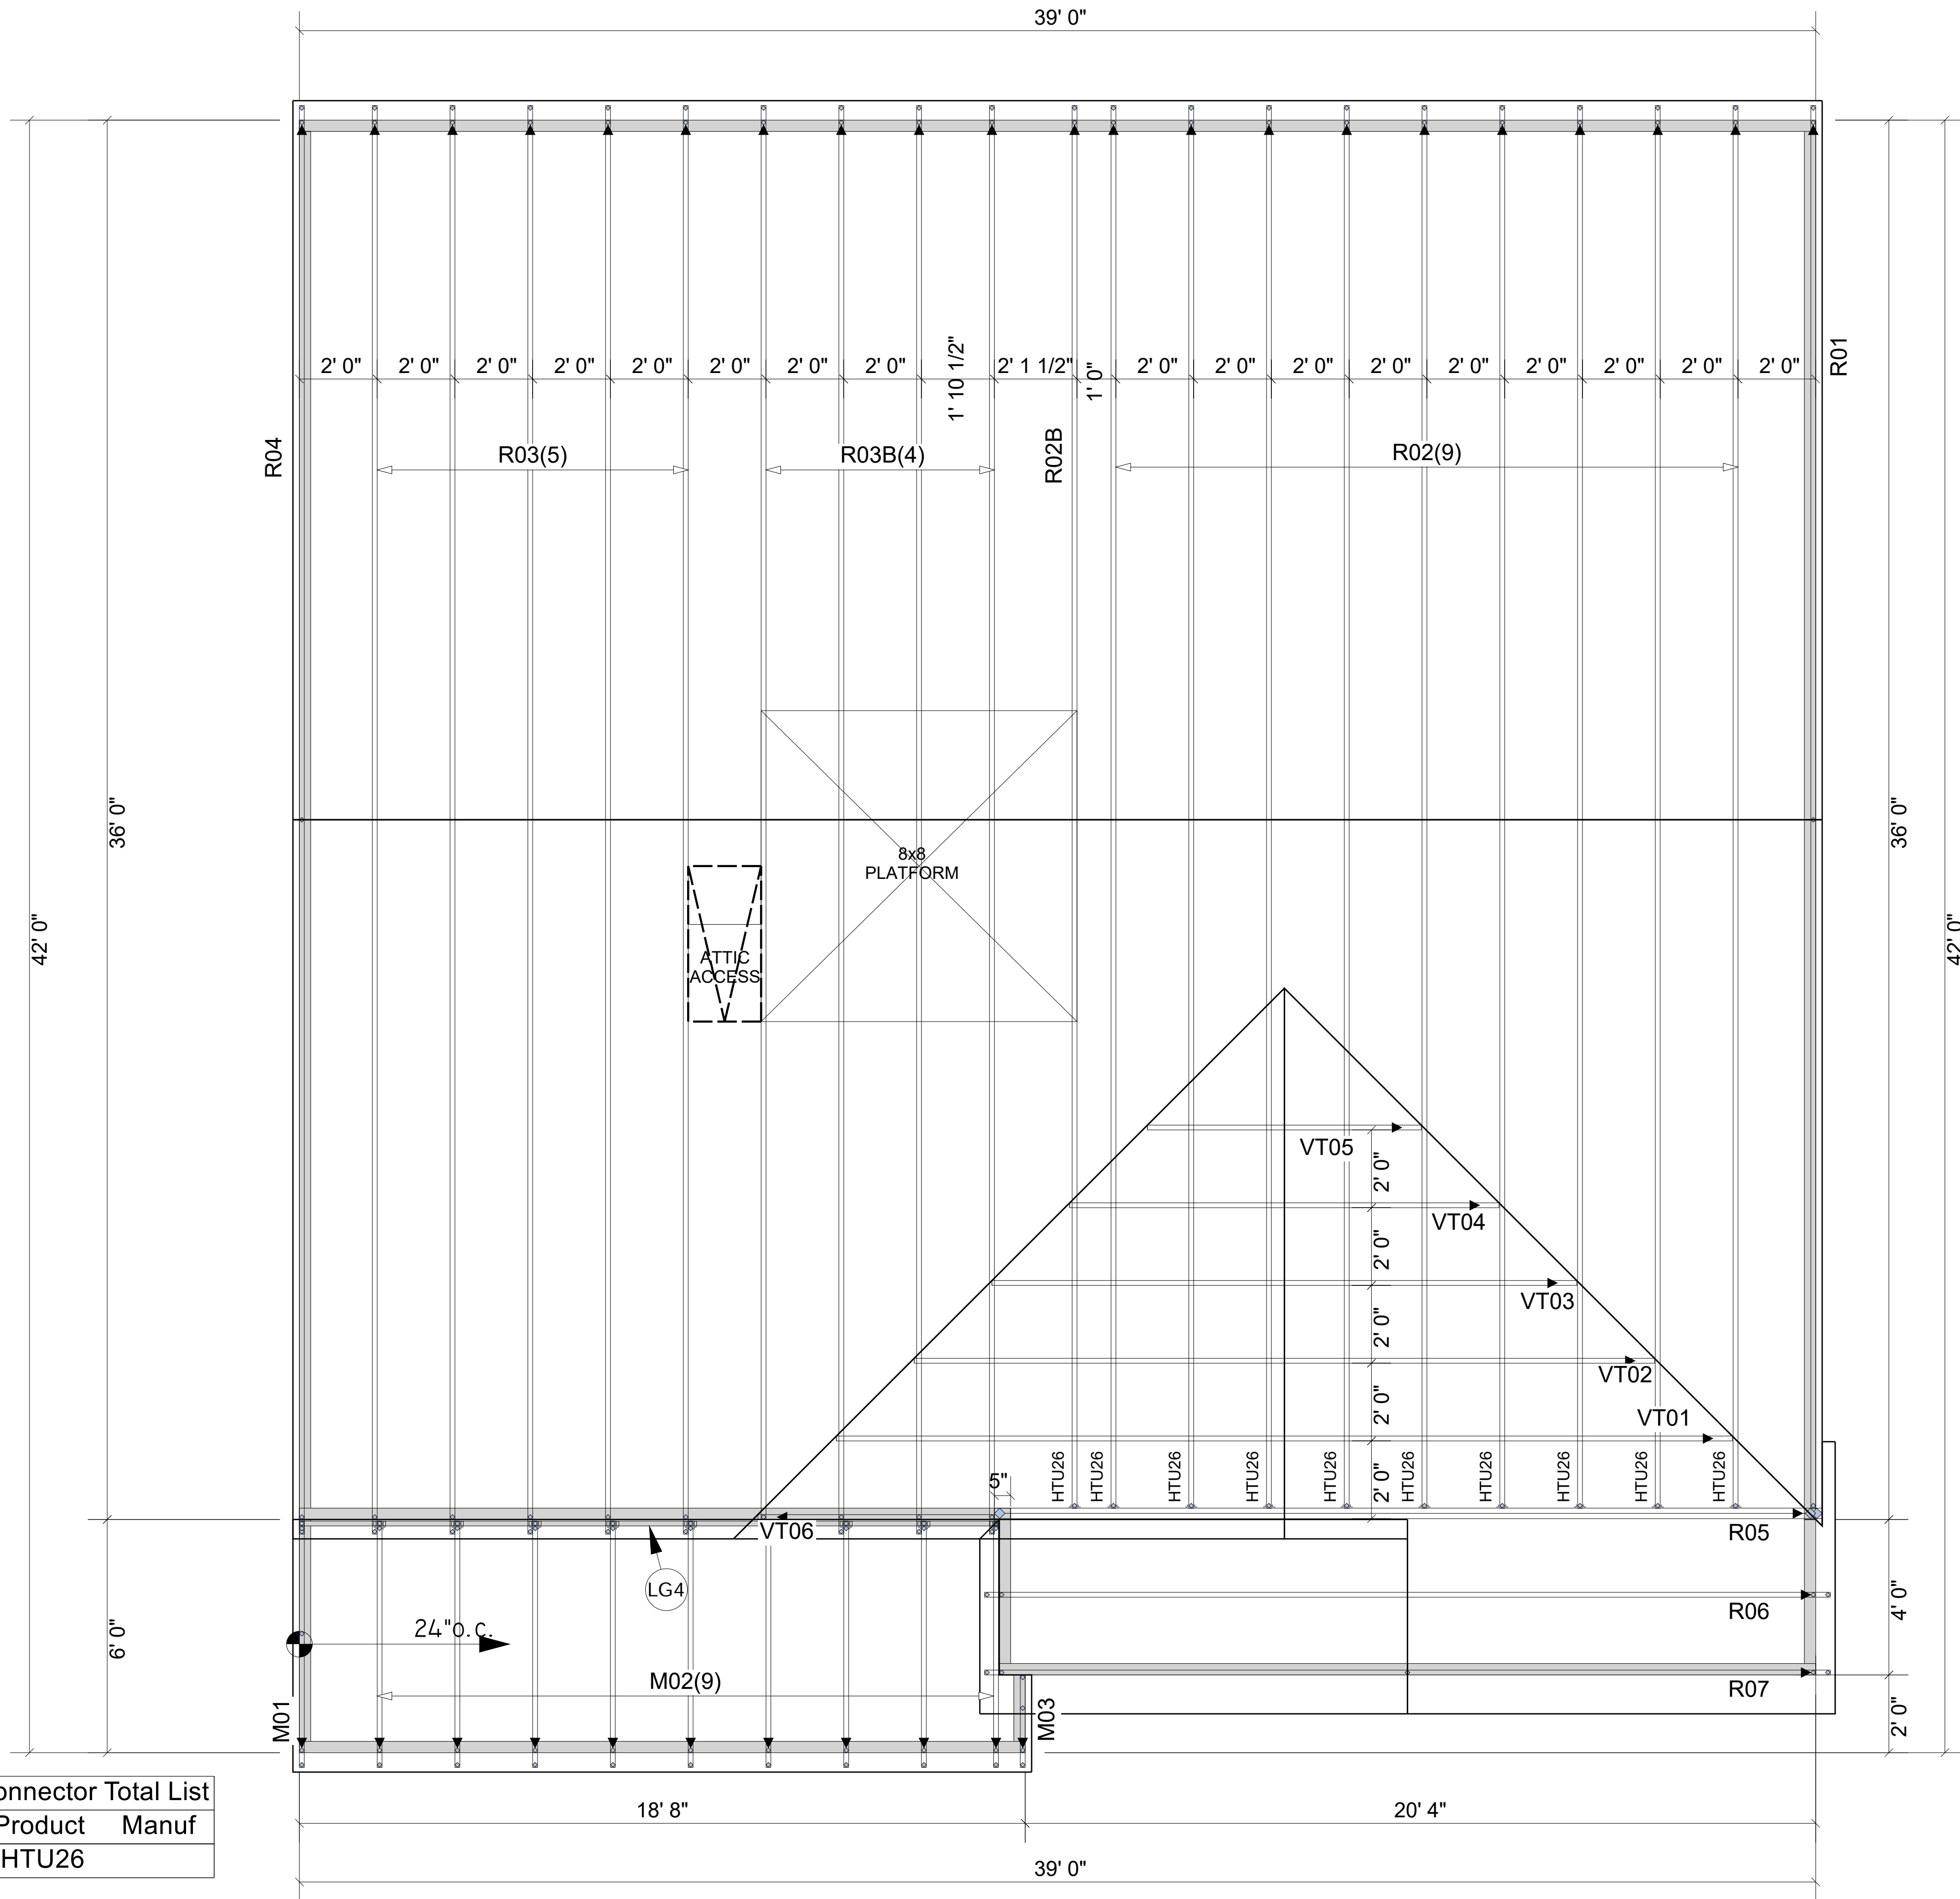 39' 0"
2' 0" 2' 0" 2' 0" 2' 0" 2' 0" 2' 0" 2' 0" 2' 0" 1' 10 1/2" 2' 1 1/2" 1' 0" 2' 0" 2' 0" 2' 0" 2' 0" 2' 0" 2' 0" 2' 0" 2' 0" 2' 0"
R01
R04
R03(5)
R03B(4)
R02B
R02(9)
42' 0"
36' 0"
36' 0"
42' 0"
8x8
PLATFORM
ATTIC
ACCESS
VT05
2' 0"
VT04
2' 0"
VT03
2' 0"
VT02
2' 0"
VT01
2' 0"
HTU26 HTU26 HTU26 HTU26 HTU26 HTU26 HTU26 HTU26 HTU26 HTU26
5"
VT06
R05
LG4
R06
4' 0"
6' 0"
24"o.c.
M02(9)
R07
M01
M03
2' 0"
onnector Total List
Product Manuf
HTU26
18' 8"
20' 4"
39' 0"